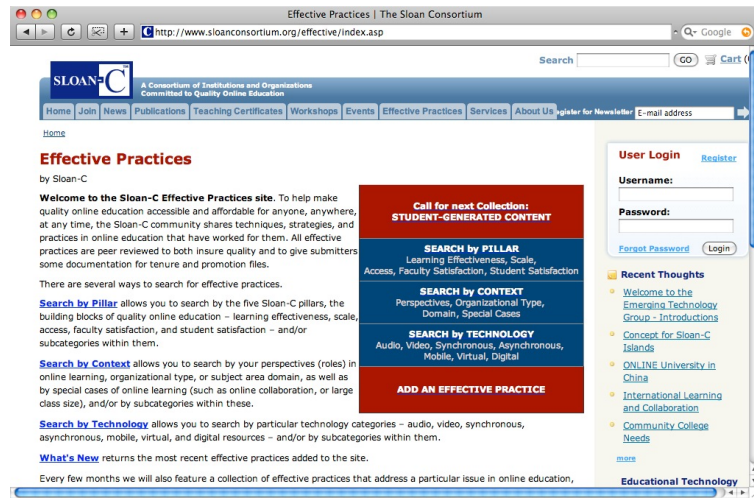 Effective Practices | The Sloan Consortium
http://www.sloanconsortium.org/effective/index.asp
Google
Search
GO
Cart
SLOAN-C
A Consortium of Institutions and Organizations
Committed to Quality Online Education
Home Join News Publications Teaching Certificates Workshops Events Effective Practices Services About Us
for Newsletter
E-mail address
Home
Effective Practices
by Sloan-C
Welcome to the Sloan-C Effective Practices site. To help make
quality online education accessible and affordable for anyone, anywhere,
at any time, the Sloan-C community shares techniques, strategies, and
practices in online education that have worked for them. All effective
practices are peer reviewed to both insure quality and to give submitters
some documentation for tenure and promotion files.
There are several ways to search for effective practices.
Search by Pillar allows you to search by the five Sloan-C pillars, the
building blocks of quality online education – learning effectiveness, scale,
access, faculty satisfaction, and student satisfaction – and/or
subcategories within them.
Search by Context allows you to search by your perspectives (roles) in
online learning, organizational type, or subject area domain, as well as
by special cases of online learning (such as online collaboration, or large
class size), and/or by subcategories within these.
Search by Technology allows you to search by particular technology categories – audio, video, synchronous,
asynchronous, mobile, virtual, and digital resources – and/or by subcategories within them.
What's New returns the most recent effective practices added to the site.
Every few months we will also feature a collection of effective practices that address a particular issue in online education,
Call for next Collection:
STUDENT-GENERATED CONTENT
SEARCH by PILLAR
Learning Effectiveness, Scale,
Access, Faculty Satisfaction, Student Satisfaction
SEARCH by CONTEXT
Perspectives, Organizational Type,
Domain, Special Cases
SEARCH by TECHNOLOGY
Audio, Video, Synchronous, Asynchronous,
Mobile, Virtual, Digital
ADD AN EFFECTIVE PRACTICE
User Login
Register
Username:
Password:
Forgot Password
Login
Recent Thoughts
Welcome to the
Emerging Technology
Group - Introductions
Concept for Sloan-C
Islands
ONLINE University in
China
International Learning
and Collaboration
Community College
Needs
more
Educational Technology